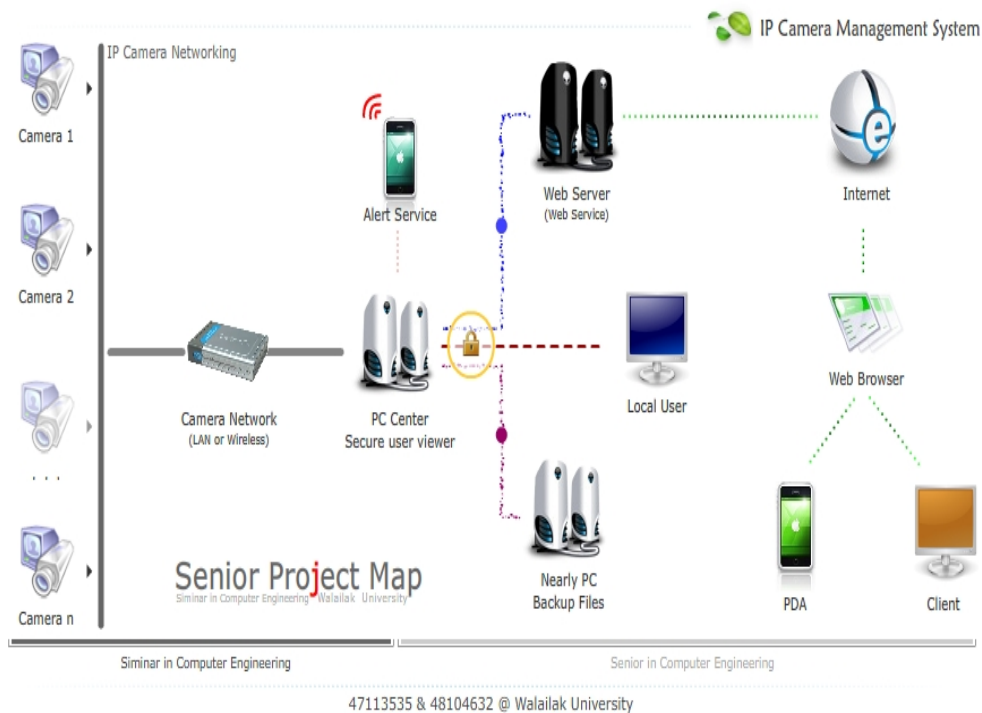 IP Camera Management System
IP Camera Networking
Camera 1
Alert Service
Web Server
(Web Service)
Internet
Camera 2
Camera Network
(LAN or Wireless)
PC Center
Secure user viewer
Local User
Web Browser
. . .
Camera n
Senior Project Map
Siminar in Computer Engineering Walailak University
Nearly PC
Backup Files
PDA
Client
Siminar in Computer Engineering
Senior in Computer Engineering
47113535 & 48104632 @ Walailak University